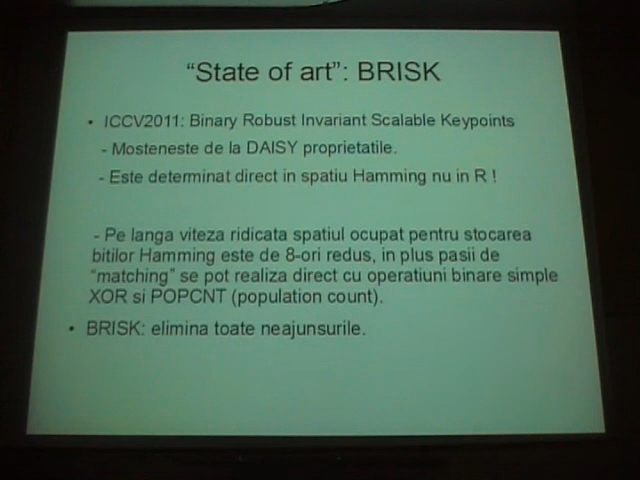 “State of art”: BRISK
• ICCV2011: Binary Robust Invariant Scalable Keypoints
- Mosteneste de la DAISY proprietatile.
- Este determinat direct in spatiu Hamming nu in R !
- Pe langa viteza ridicata spatiul ocupat pentru stocarea
bitilor Hamming este de 8-ori redus, in plus pasii de
“matching” se pot realiza direct cu operatiuni binare simple
XOR si POPCNT (population count).
• BRISK: elimina toate neajunsurile.